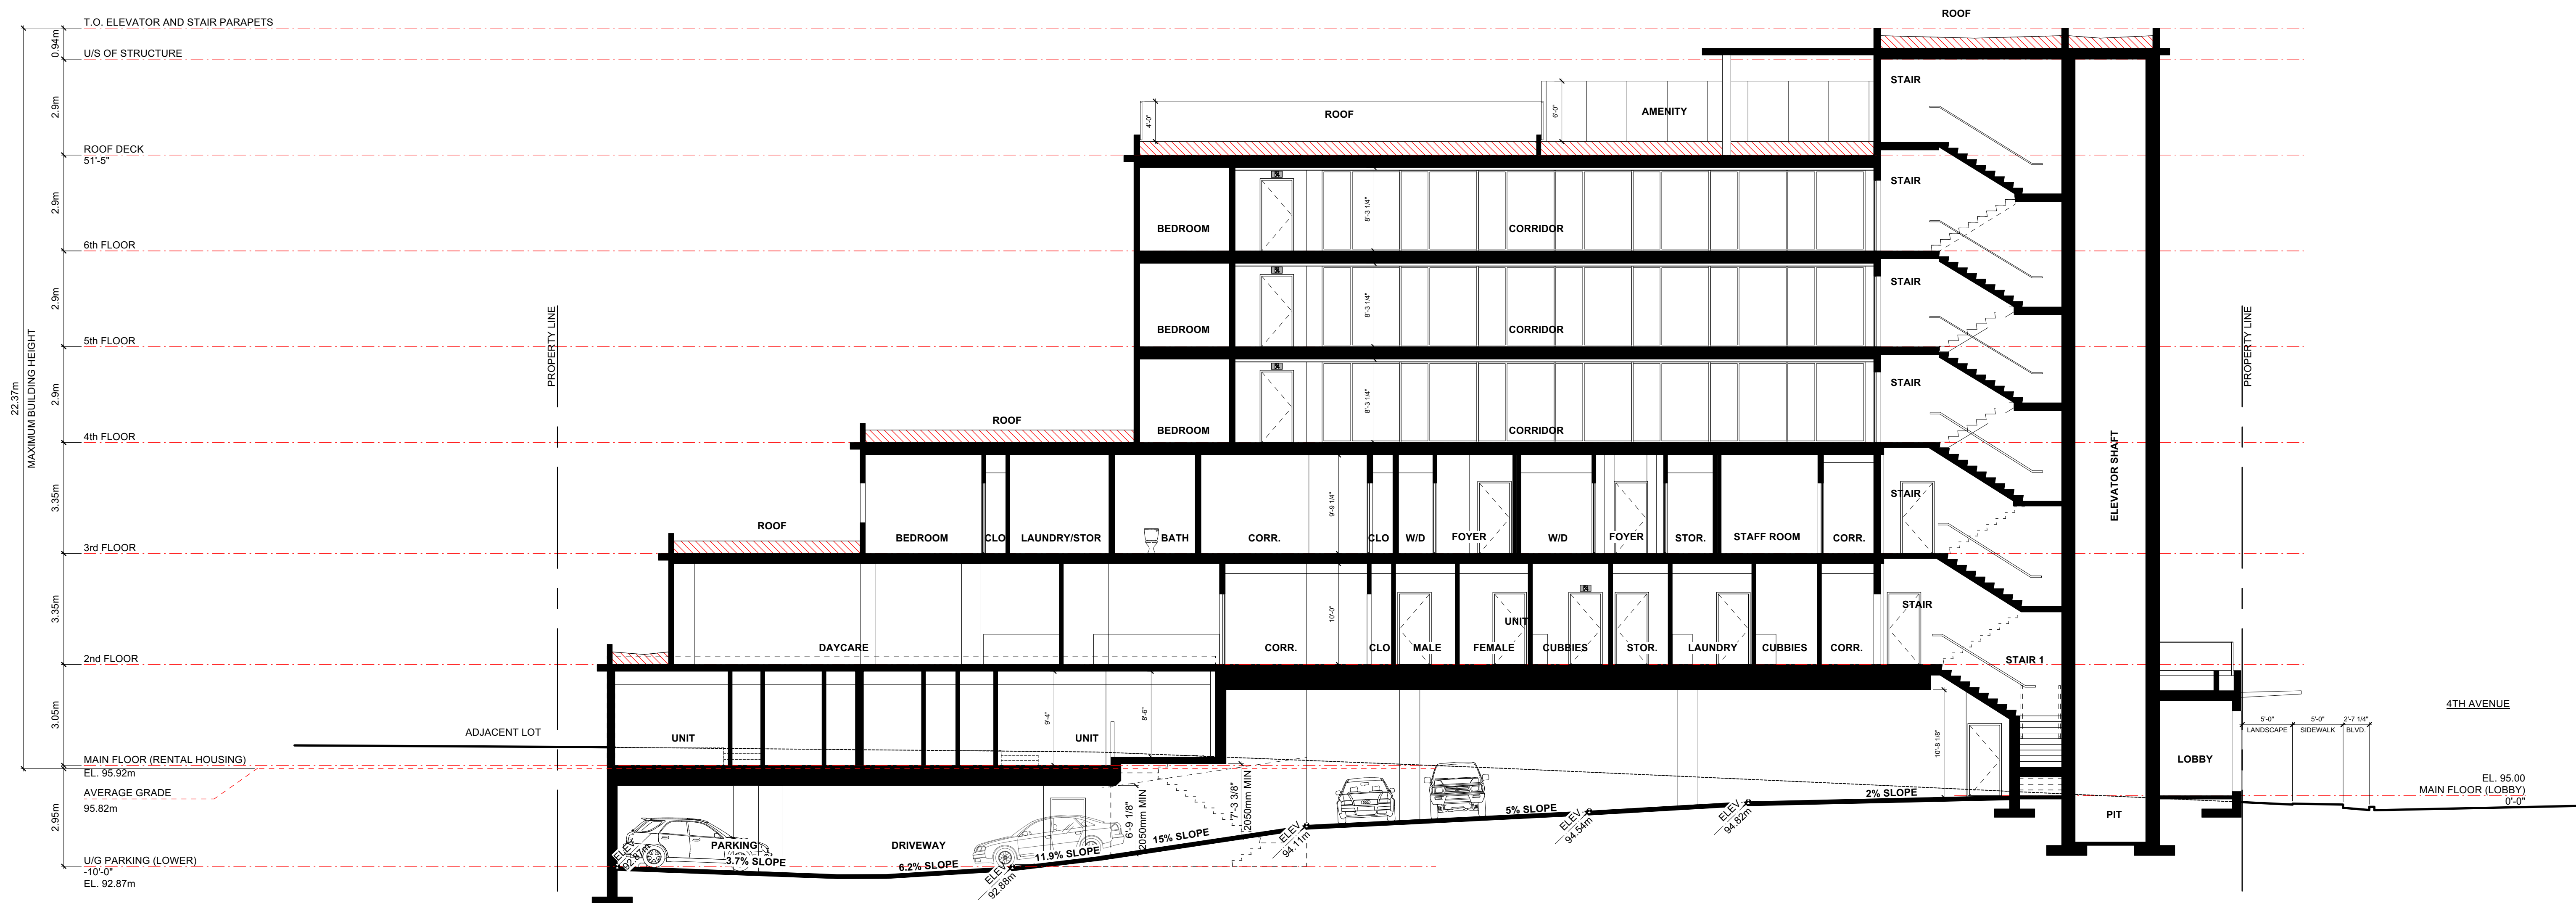 ROOF
T.O. ELEVATOR AND STAIR PARAPETS
0.94m
U/S OF STRUCTURE
STAIR
2.9m
4'-0"
ROOF
6'-0"
AMENITY
ROOF DECK
51'-5"
STAIR
2.9m
8'-3 1/4"
BEDROOM
CORRIDOR
6th FLOOR
STAIR
2.9m
8'-3 1/4"
BEDROOM
CORRIDOR
5th FLOOR
PROPERTY LINE
PROPERTY LINE
22.37m
MAXIMUM BUILDING HEIGHT
STAIR
2.9m
8'-3 1/4"
ROOF
BEDROOM
CORRIDOR
4th FLOOR
ELEVATOR SHAFT
3.35m
9'-9 1/4"
STAIR
ROOF
BEDROOM
CLO
LAUNDRY/STOR
BATH
CORR.
CLO
W/D
FOYER
W/D
FOYER
STOR.
STAFF ROOM
CORR.
3rd FLOOR
3.35m
10'-0"
STAIR
UNIT
DAYCARE
CORR.
CLO
MALE
FEMALE
CUBBIES
STOR.
LAUNDRY
CUBBIES
CORR.
2nd FLOOR
STAIR 1
3.05m
9'-4"
8'-6"
4TH AVENUE
5'-0"
5'-0"
2'-7 1/4"
LANDSCAPE
SIDEWALK
BLVD.
ADJACENT LOT
UNIT
UNIT
10'-8 1/8"
LOBBY
MAIN FLOOR (RENTAL HOUSING)
EL. 95.92m
EL. 95.00
MAIN FLOOR (LOBBY)
0'-0"
AVERAGE GRADE
95.82m
2.95m
6'-9 1/8"
2050mm MIN
7'-3 3/8"
2050mm MIN
2% SLOPE
5% SLOPE
PIT
ELEV.
94.82m
ELEV.
94.54m
ELEV.
94.11m
15% SLOPE
PARKING
DRIVEWAY
11.9% SLOPE
3.7% SLOPE
6.2% SLOPE
ELEV.
92.87m
ELEV.
92.88m
U/G PARKING (LOWER)
-10'-0"
EL. 92.87m